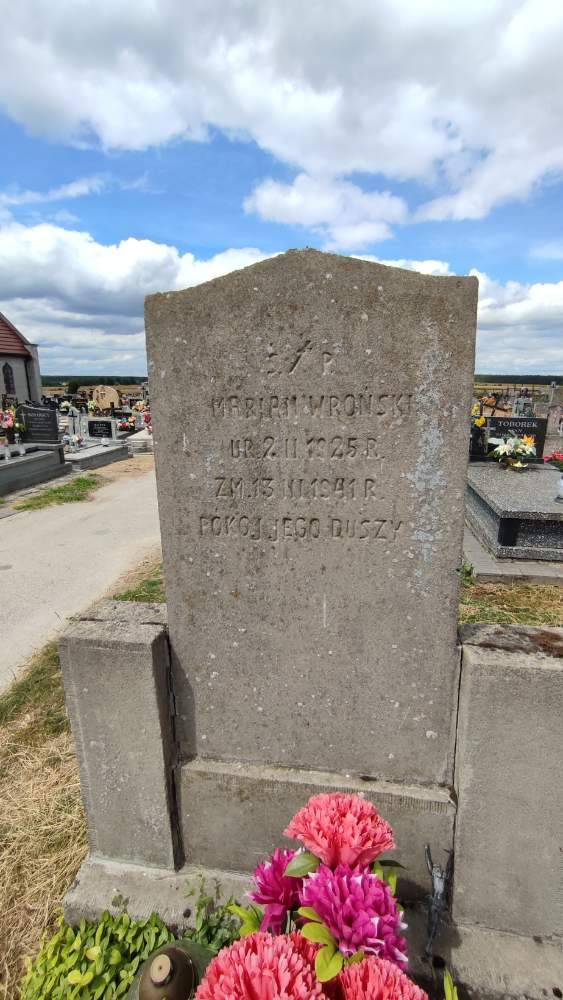 Ś † P
MARIAN WROŃSKI
UR. 2. II. 1925. R.
ZM. 13 III. 1941 R.
POKÓJ JEGO DUSZY
TOBOREK